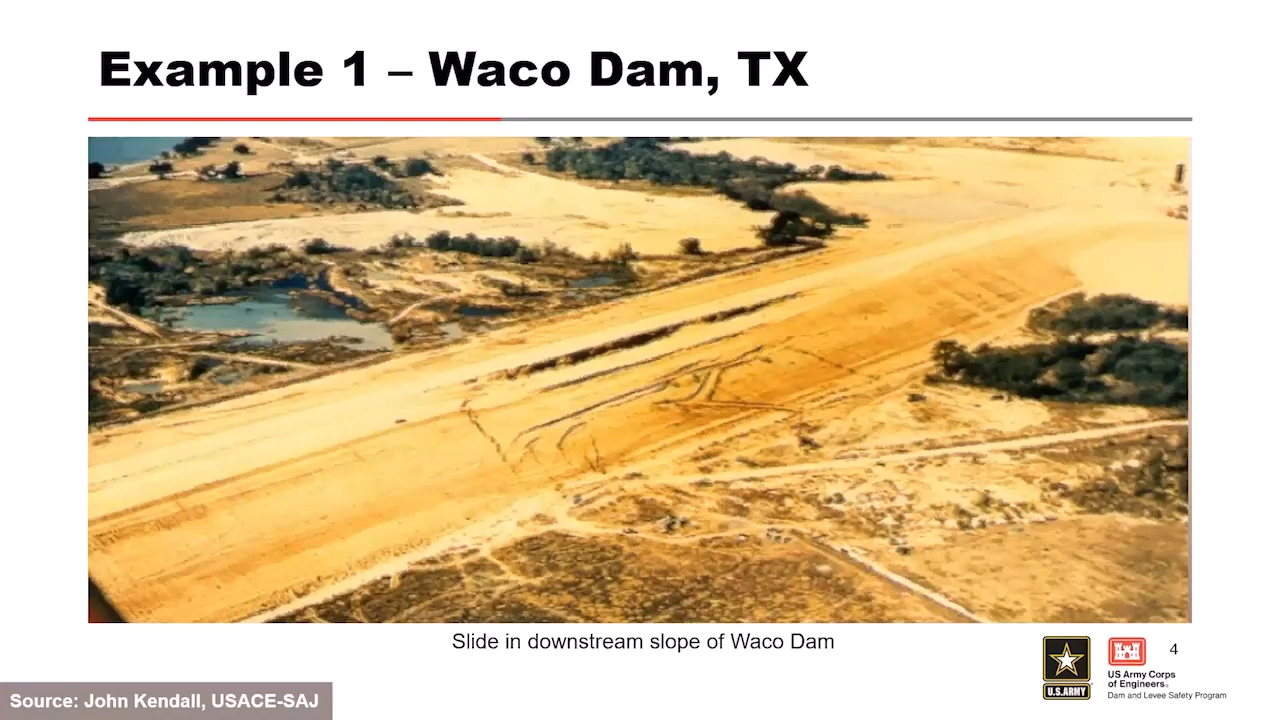 Example 1 – Waco Dam, TX
Slide in downstream slope of Waco Dam
U.S.ARMY
US Army Corps
of Engineers®
Dam and Levee Safety Program
4
Source: John Kendall, USACE-SAJ